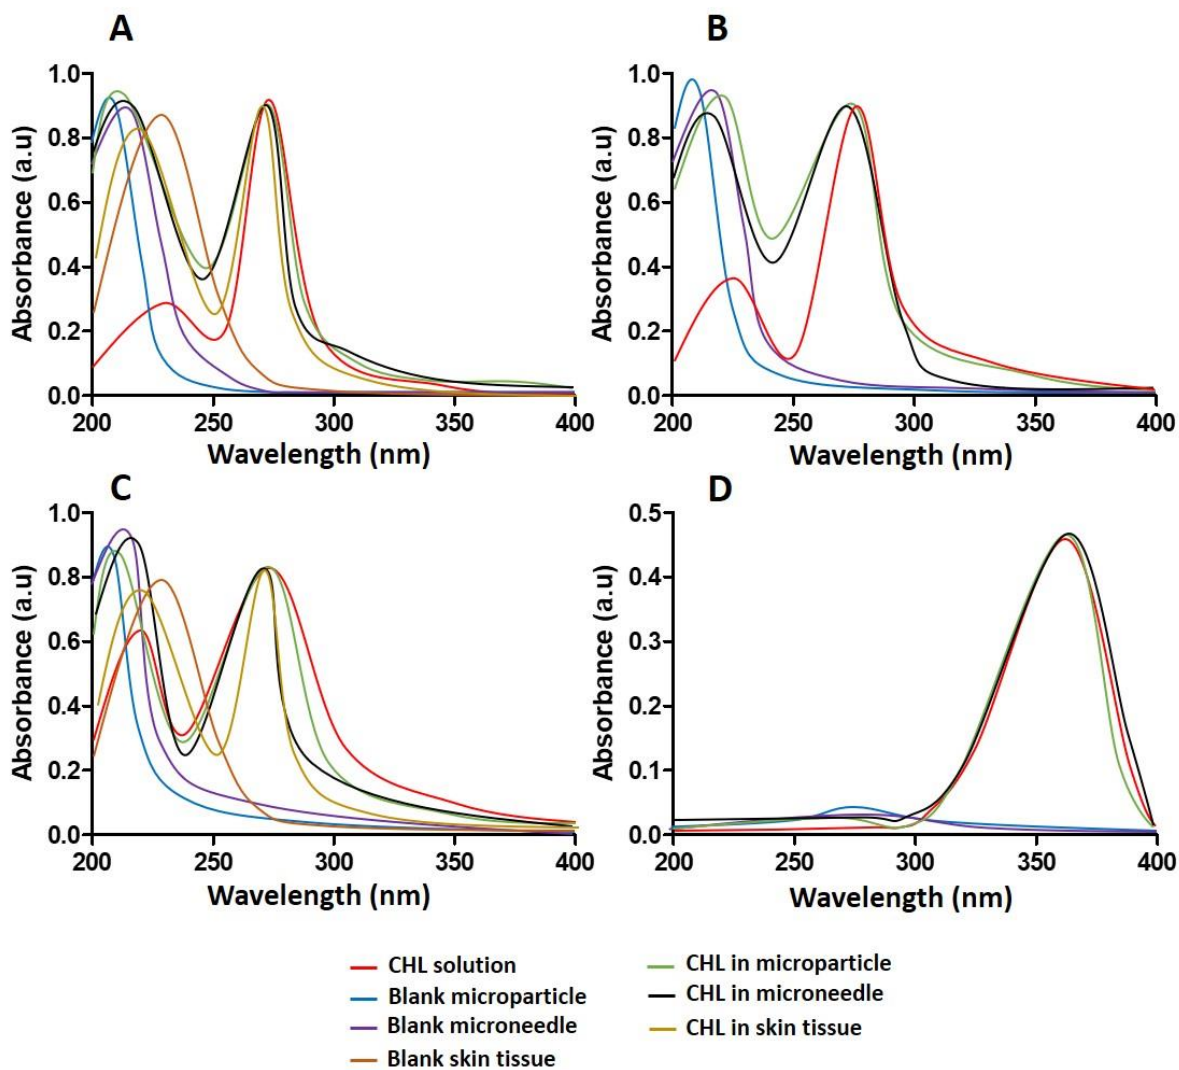 A
B
1.0
0.8
0.6
0.4
0.2
0.0
Absorbance (a.u)
200 250 300 350 400
Wavelength (nm)
1.0
0.8
0.6
0.4
0.2
0.0
Absorbance (a.u)
200 250 300 350 400
Wavelength (nm)
C
D
1.0
0.8
0.6
0.4
0.2
0.0
Absorbance (a.u)
200 250 300 350 400
Wavelength (nm)
0.5
0.4
0.3
0.2
0.1
0.0
Absorbance (a.u)
200 250 300 350 400
Wavelength (nm)
CHL solution
Blank microparticle
Blank microneedle
Blank skin tissue
CHL in microparticle
CHL in microneedle
CHL in skin tissue